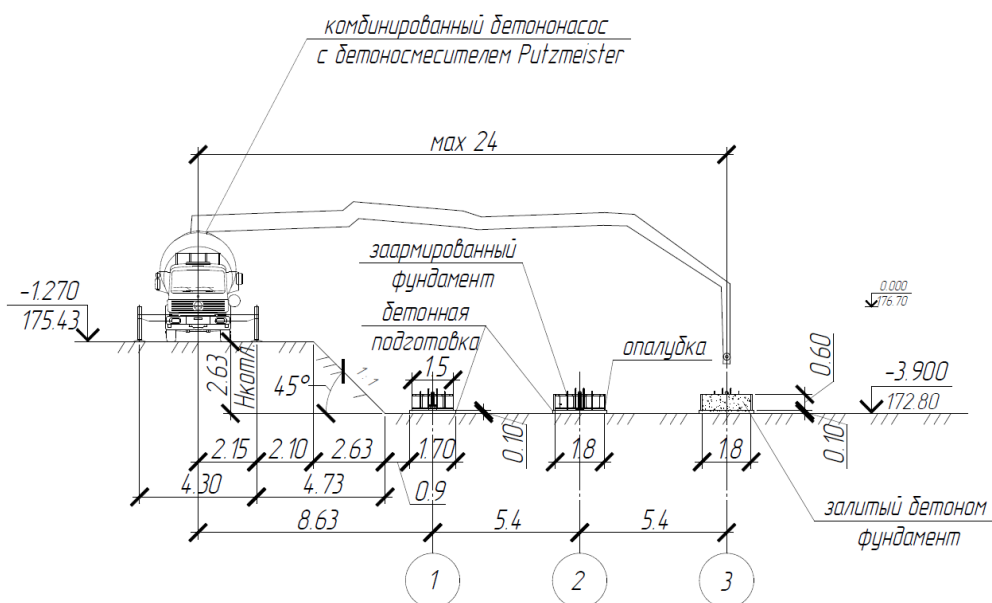 комбинированный бетононасос
с бетоносмесителем Putzmeister
max 24
заармированный
фундамент
бетонная
подготовка
опалубка
0.000
176.70
-1.270
175.43
2.63
Hкотл.
45°
1:1
1.5
0.60
-3.900
172.80
0.10
0.10
2.15
2.10
2.63
1.70
1.8
1.8
4.30
4.73
0.9
8.63
5.4
5.4
залитый бетоном
фундамент
1
2
3